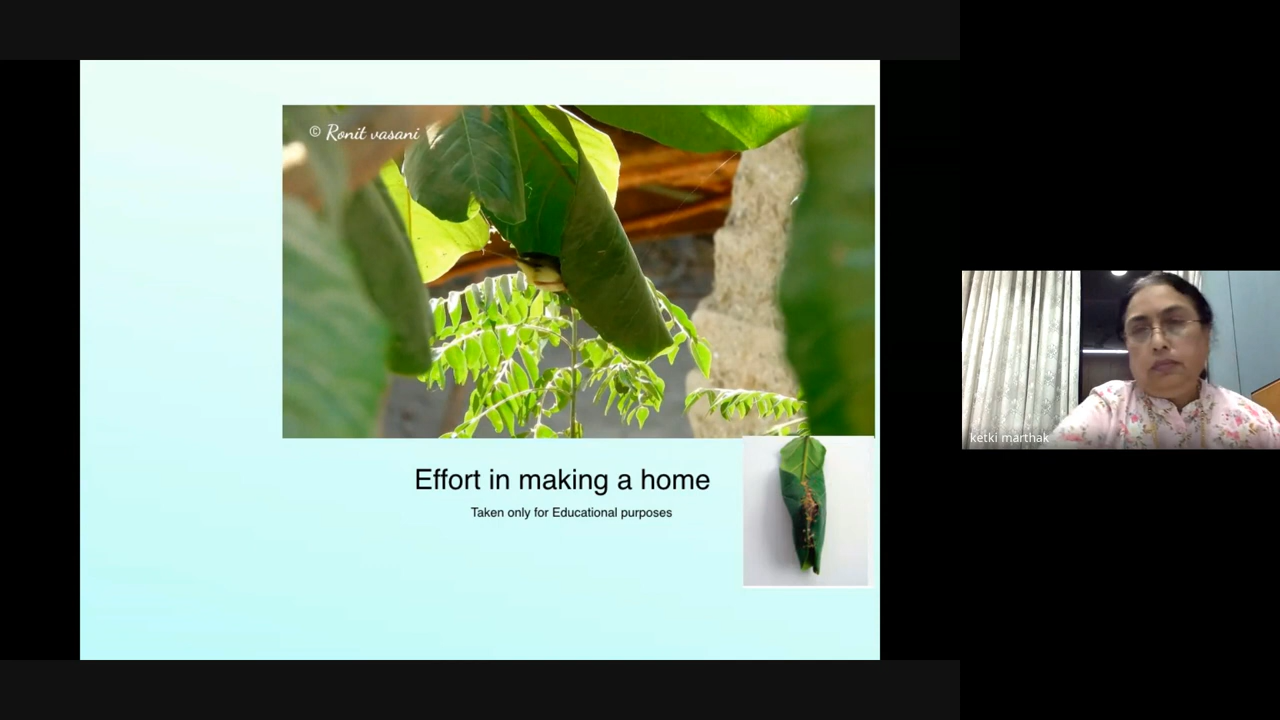 © Ronit vasani
Effort in making a home
Taken only for Educational purposes
ketki marthak